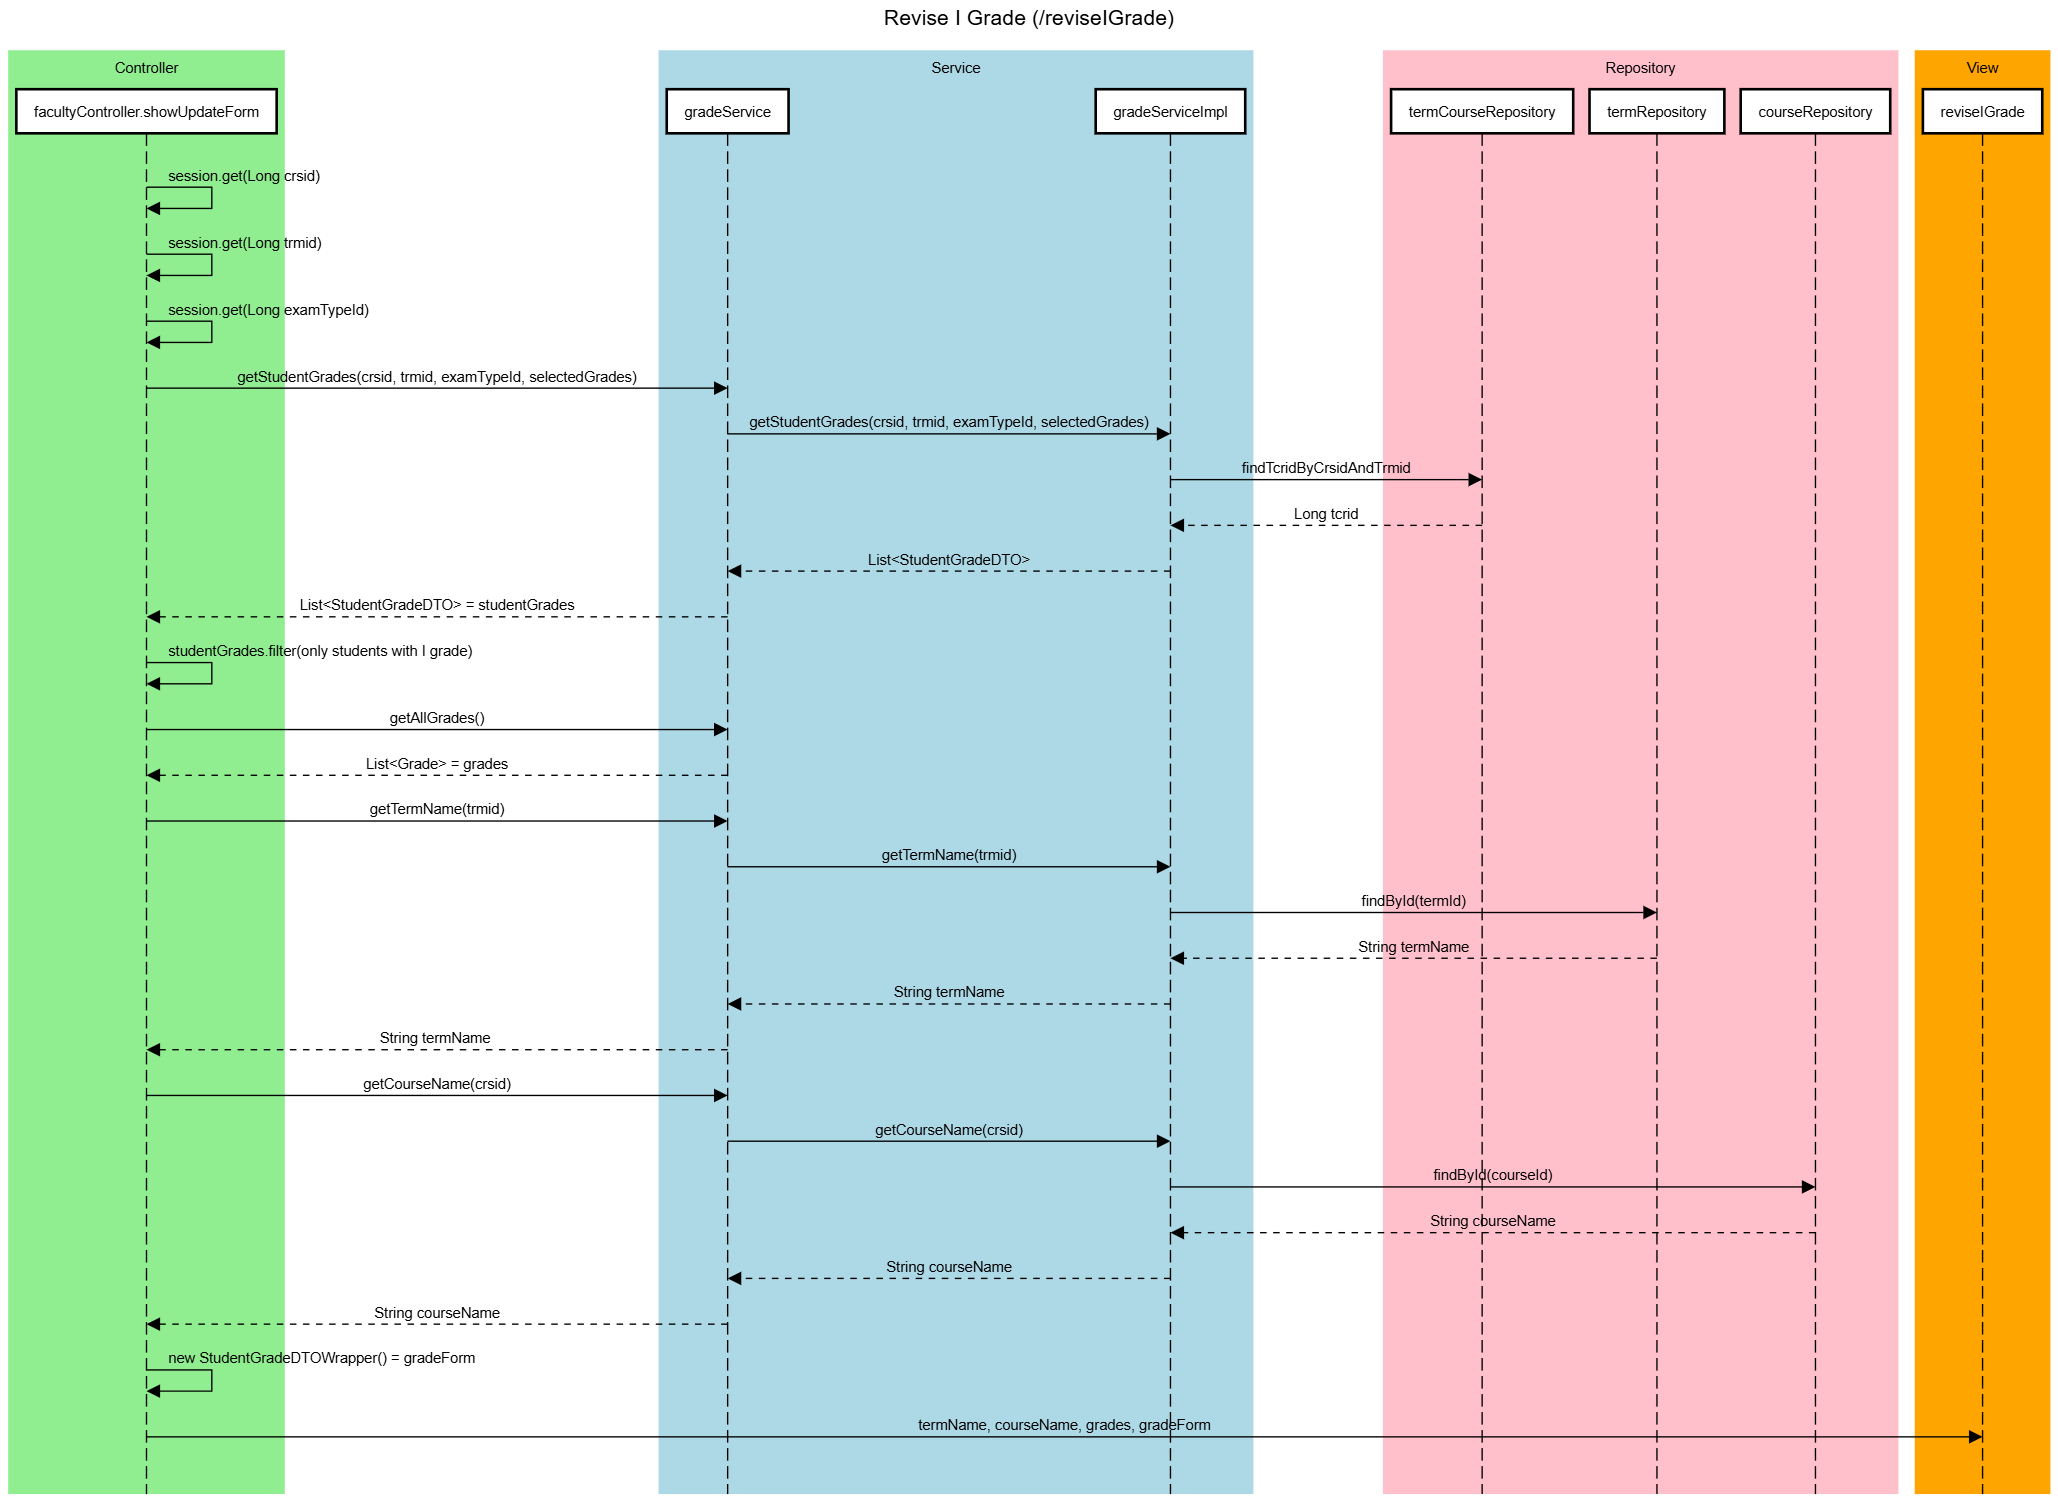 Revise I Grade (/reviseIGrade)
Controller
Service
Repository
View
facultyController.showUpdateForm
gradeService
gradeServiceImpl
termCourseRepository
termRepository
courseRepository
reviseIGrade
session.get(Long crsid)
session.get(Long trmid)
session.get(Long examTypeId)
getStudentGrades(crsid, trmid, examTypeId, selectedGrades)
getStudentGrades(crsid, trmid, examTypeId, selectedGrades)
findTcridByCrsidAndTrmid
Long tcrid
List<StudentGradeDTO>
List<StudentGradeDTO> = studentGrades
studentGrades.filter(only students with I grade)
getAllGrades()
List<Grade> = grades
getTermName(trmid)
getTermName(trmid)
findById(termId)
String termName
String termName
String termName
getCourseName(crsid)
getCourseName(crsid)
findById(courseId)
String courseName
String courseName
String courseName
new StudentGradeDTOWrapper() = gradeForm
termName, courseName, grades, gradeForm